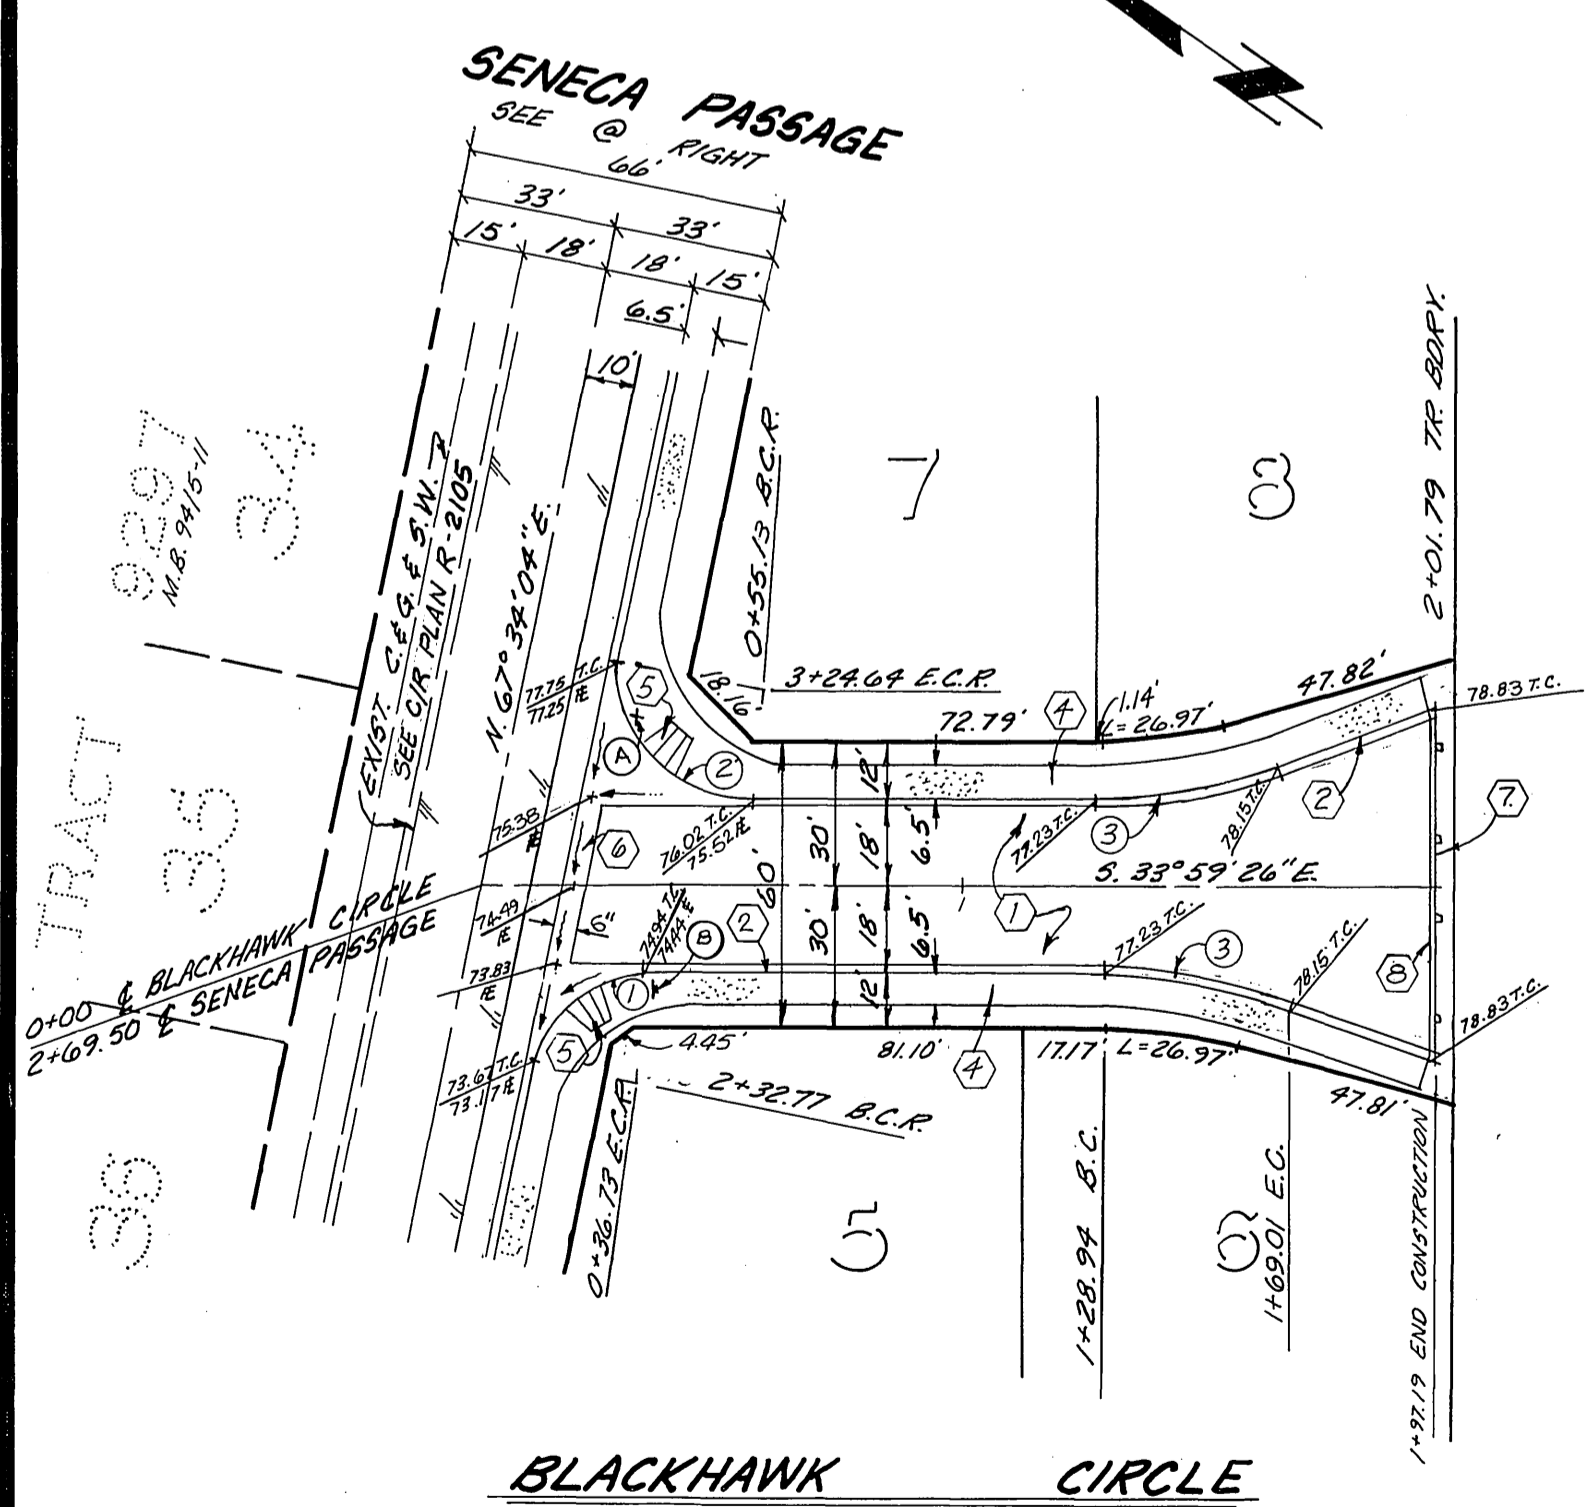 SENECA PASSAGE
SEE @ RIGHT
66'
33' 33'
15' 18' 18' 15'
6.5'
10'
9297
M.B. 94/5-11
34
EXIST. C. & G. & S.W.
SEE CIR. PLAN R-2105
N. 67° 34' 04" E.
0+55.13 B.C.R.
7
8
2+01.79 TR. BDRY.
77.75 T.C.
77.25
5
18.16'
3+24.64 E.C.R.
72.79'
4
1.14'
L=26.97'
47.82'
78.83 T.C.
A
2
12'
2
7
TRACT
35
75.38
6
76.02 T.C.
75.52
60'
30'
18'
6.5'
77.23 T.C.
3
78.15 T.C.
S. 33° 59' 26" E.
0+00 ℄ BLACKHAWK CIRCLE
2+69.50 ℄ SENECA PASSAGE
74.49
6"
74.94 T.C.
74.44
B
2
30'
18'
6.5'
1
77.23 T.C.
3
78.15 T.C.
8
73.83
1
12'
78.83 T.C.
73.67 T.C.
73.17
5
4.45'
81.10'
4
17.17'
L=26.97'
47.81'
2+32.77 B.C.R.
0+36.73 E.C.R.
36
5
1+28.94 B.C.
6
1+69.01 E.C.
1+97.19 END CONSTRUCTION
BLACKHAWK CIRCLE